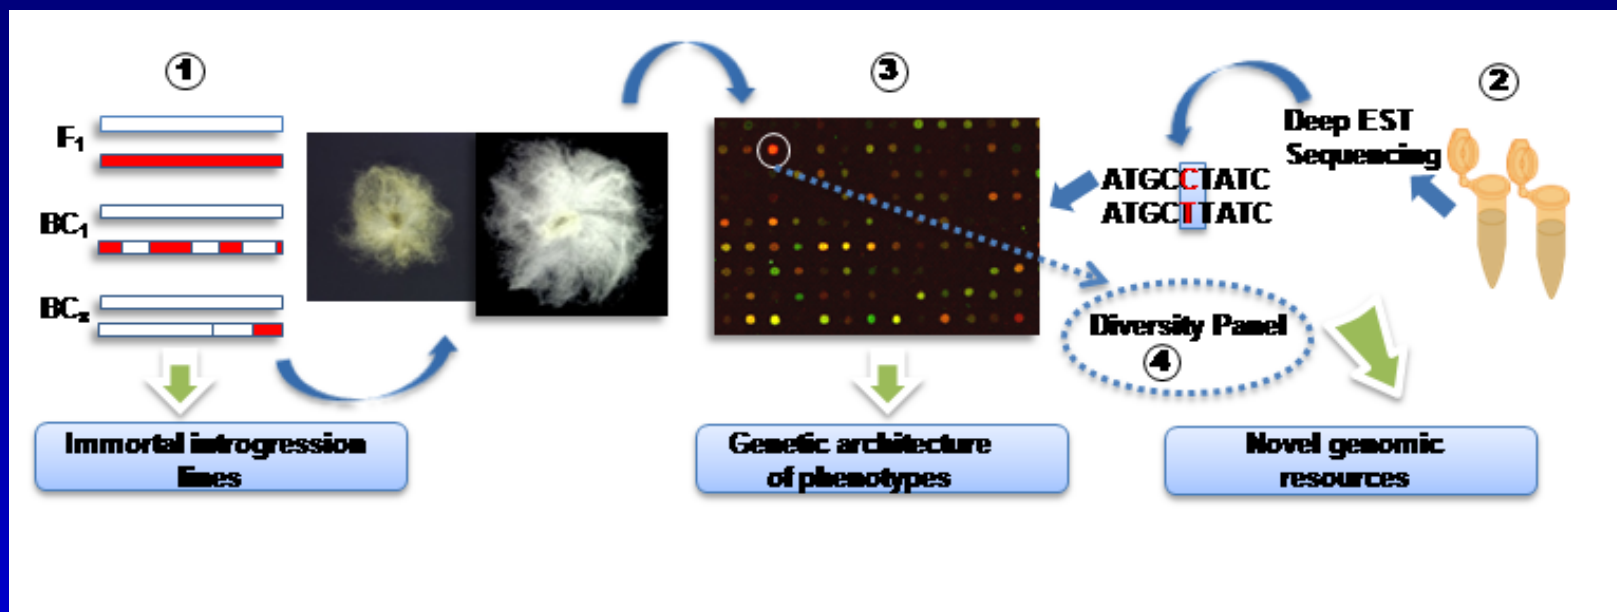 ①
F₁
BC₁
BCₓ
Immortal introgression
lines
③
Genetic architecture
of phenotypes
②
Deep EST
Sequencing
ATGCCTATC
ATGCTTATC
Diversity Panel
④
Novel genomic
resources